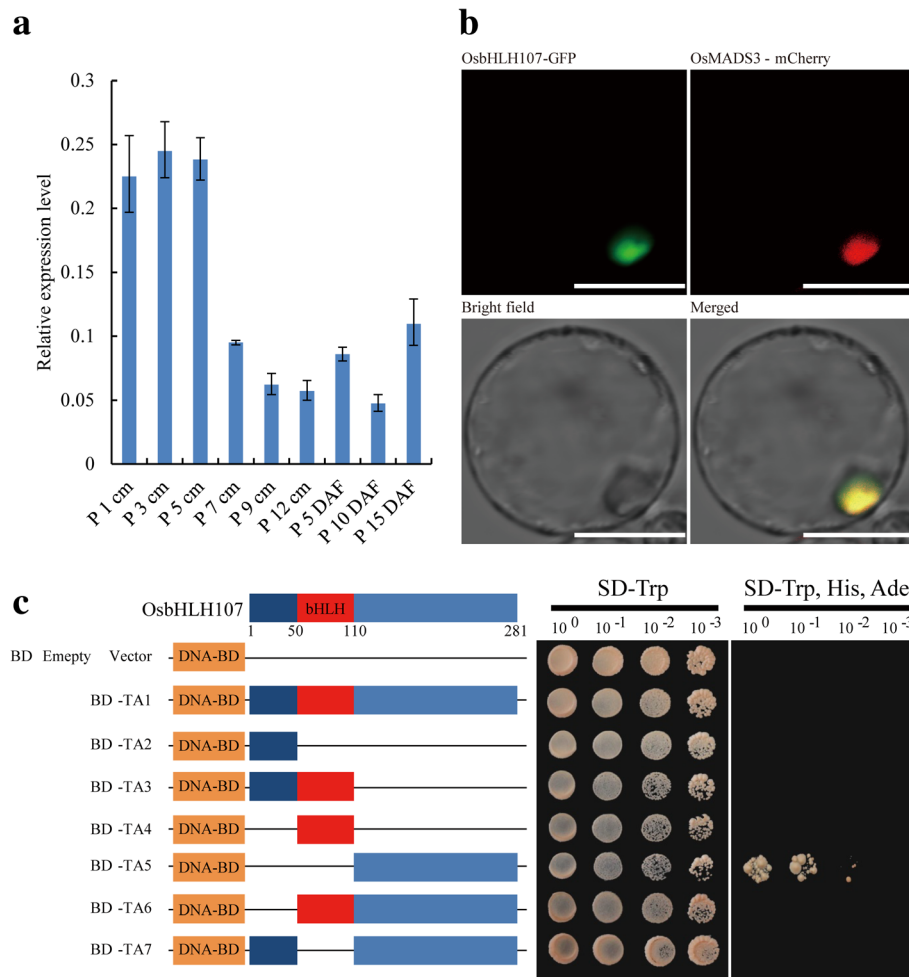 a
0.3
0.25
0.2
0.15
0.1
0.05
0
Relative expression level
P 1 cm
P 3 cm
P 5 cm
P 7 cm
P 9 cm
P 12 cm
P 5 DAF
P 10 DAF
P 15 DAF
b
OsbHLH107-GFP
OsMADS3 - mCherry
Bright field
Merged
c
OsbHLH107
bHLH
1 50 110 281
BD Emepty Vector DNA-BD
BD -TA1 DNA-BD
BD -TA2 DNA-BD
BD -TA3 DNA-BD
BD -TA4 DNA-BD
BD -TA5 DNA-BD
BD -TA6 DNA-BD
BD -TA7 DNA-BD
SD-Trp
10⁰ 10⁻¹ 10⁻² 10⁻³
SD-Trp, His, Ade
10⁰ 10⁻¹ 10⁻² 10⁻³